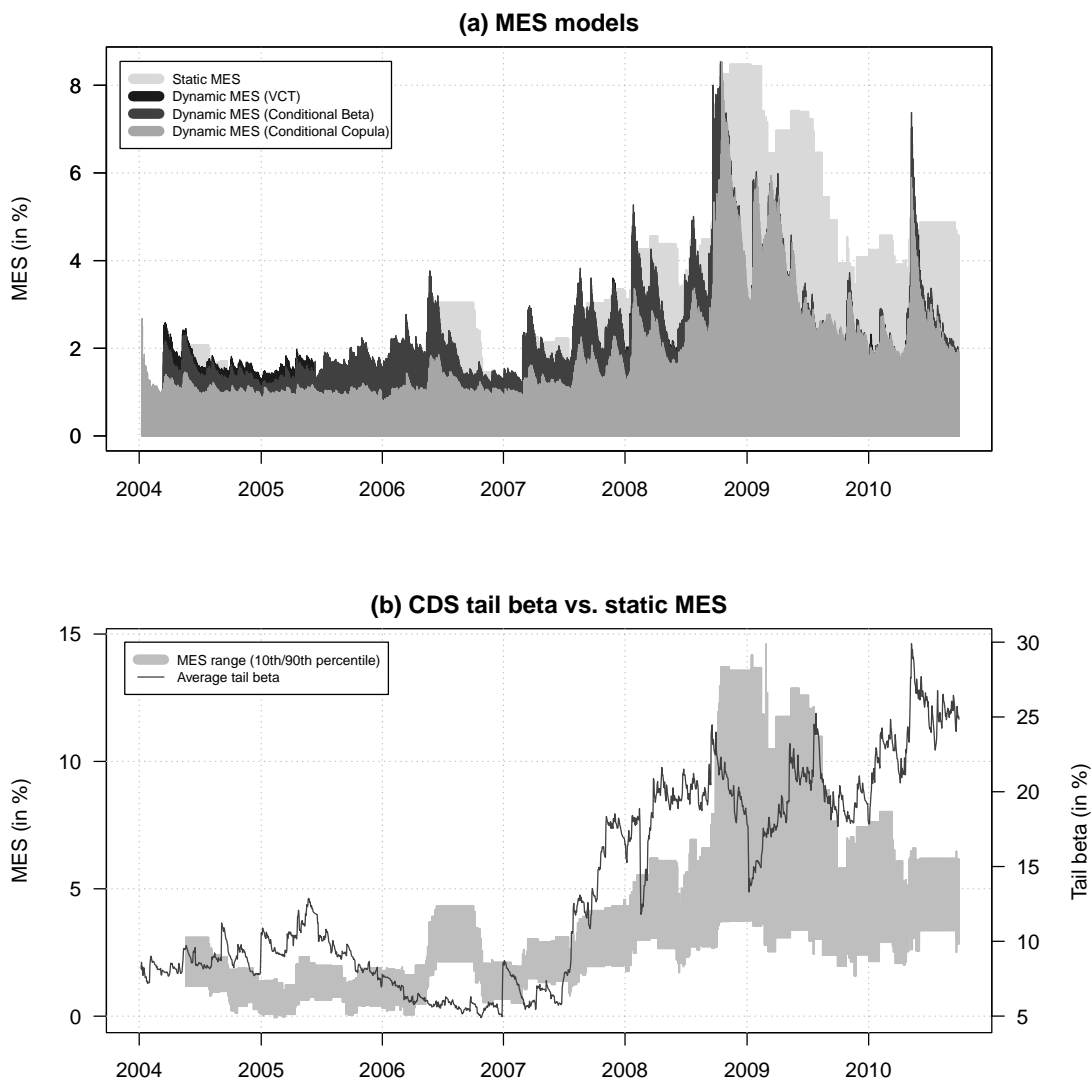 (a) MES models
MES (in %)
8
6
4
2
0
Static MES
Dynamic MES (VCT)
Dynamic MES (Conditional Beta)
Dynamic MES (Conditional Copula)
2004 2005 2006 2007 2008 2009 2010
(b) CDS tail beta vs. static MES
MES (in %)
15
10
5
0
MES range (10th/90th percentile)
Average tail beta
30
25
20
15
10
5
Tail beta (in %)
2004 2005 2006 2007 2008 2009 2010